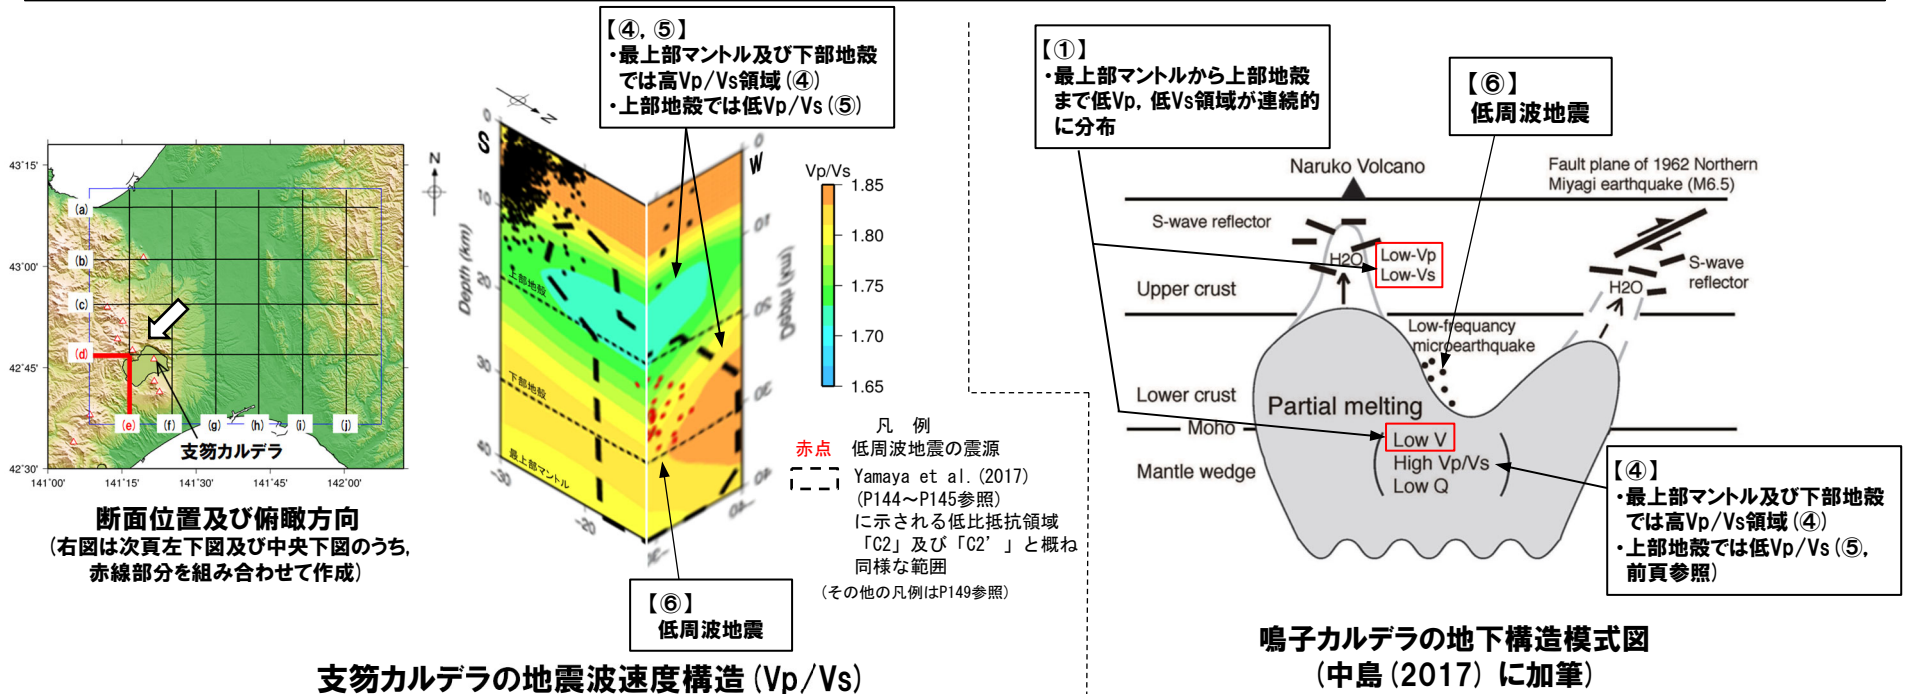 【④, ⑤】
・最上部マントル及び下部地殻
では高Vp/Vs領域(④)
・上部地殻では低Vp/Vs(⑤)
43°15'
43°00'
42°45'
42°30'
141°00'
141°15'
141°30'
141°45'
142°00'
(a)
(b)
(c)
(d)
(e)
(f)
(g)
(h)
(i)
(j)
N
支笏カルデラ
断面位置及び俯瞰方向
(右図は次頁左下図及び中央下図のうち,
赤線部分を組み合わせて作成)
N
S
W
0
10
20
30
40
Depth (km)
-30
-20
上部地殻
下部地殻
最上部マントル
0
10
20
30
40
Depth (km)
Vp/Vs
1.85
1.80
1.75
1.70
1.65
凡 例
赤点 低周波地震の震源
Yamaya et al.(2017)
(P144～P145参照)
に示される低比抵抗領域
「C2」及び「C2’」と概ね
同様な範囲
(その他の凡例はP149参照)
【⑥】
低周波地震
支笏カルデラの地震波速度構造(Vp/Vs)
【①】
・最上部マントルから上部地殻
まで低Vp, 低Vs領域が連続的
に分布
【⑥】
低周波地震
Naruko Volcano
Fault plane of 1962 Northern
Miyagi earthquake (M6.5)
S-wave reflector
H2O
Low-Vp
Low-Vs
S-wave
reflector
H2O
Upper crust
Low-frequancy
microearthquake
Lower crust
Partial melting
Moho
Low V
High Vp/Vs
Low Q
Mantle wedge
【④】
・最上部マントル及び下部地殻
では高Vp/Vs領域(④)
・上部地殻では低Vp/Vs(⑤,
前頁参照)
鳴子カルデラの地下構造模式図
(中島(2017)に加筆)